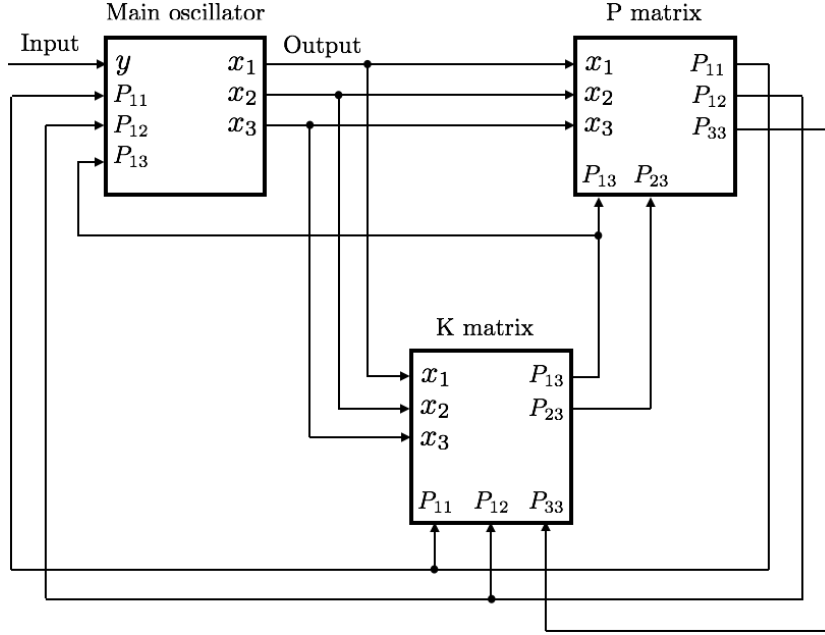 Main oscillator
P matrix
Input
Output
y
x₁
P₁₁
x₂
P₁₂
x₃
P₁₃
x₁
P₁₁
x₂
P₁₂
x₃
P₃₃
P₁₃ P₂₃
K matrix
x₁
P₁₃
x₂
P₂₃
x₃
P₁₁ P₁₂ P₃₃